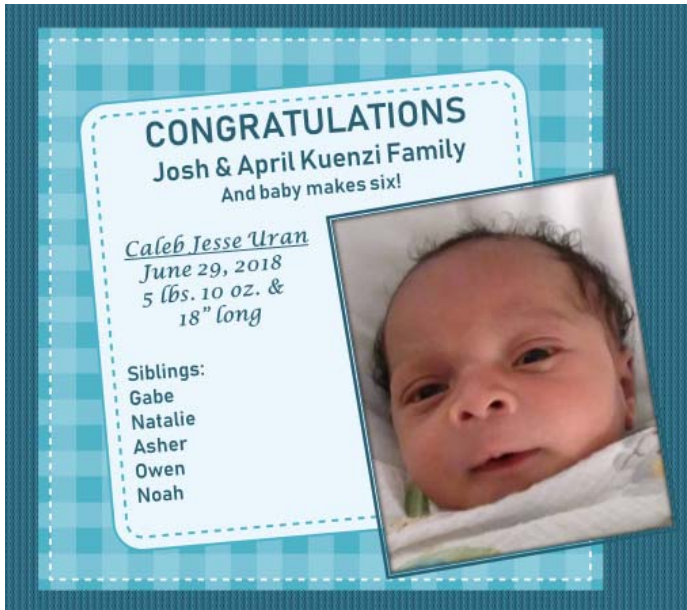 CONGRATULATIONS
Josh & April Kuenzi Family
And baby makes six!
Caleb Jesse Uran
June 29, 2018
5 lbs. 10 oz. &
18” long
Siblings:
Gabe
Natalie
Asher
Owen
Noah